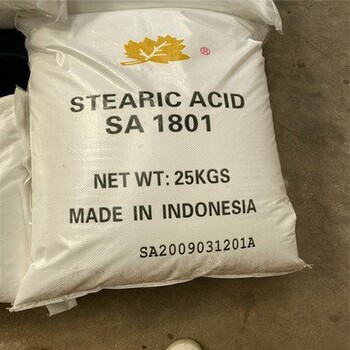 ®
STEARIC ACID
SA 1801
NET WT: 25KGS
MADE IN INDONESIA
SA2009031201A